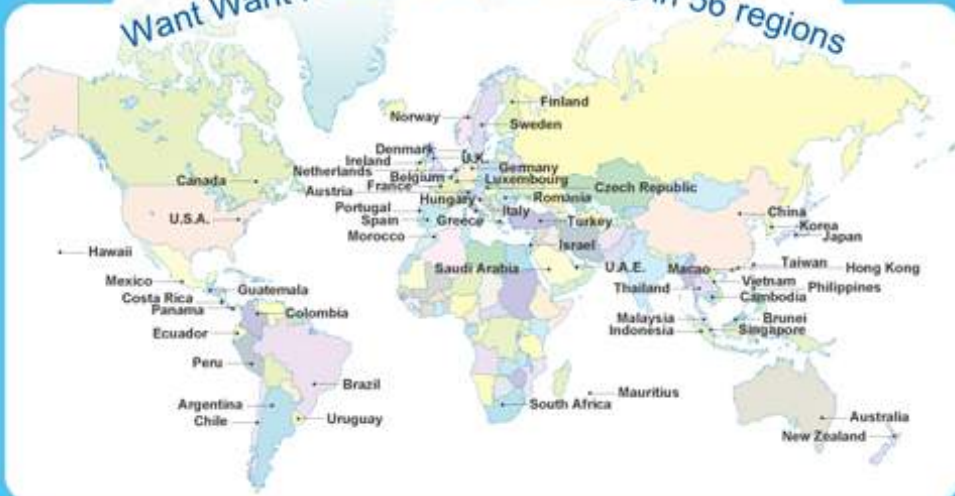 Want Want
in 56 regions
Finland
Norway
Sweden
Denmark
U.K.
Ireland
Netherlands
Germany
Belgium
Luxembourg
Canada
Austria
France
Czech Republic
Hungary
Romania
Portugal
Italy
China
U.S.A.
Spain
Greece
Turkey
Korea
Morocco
Japan
Israel
Hawaii
Saudi Arabia
U.A.E.
Macao
Taiwan
Hong Kong
Mexico
Guatemala
Thailand
Vietnam
Philippines
Costa Rica
Cambodia
Panama
Colombia
Malaysia
Brunei
Ecuador
Indonesia
Singapore
Peru
Brazil
Mauritius
Argentina
South Africa
Chile
Uruguay
Australia
New Zealand